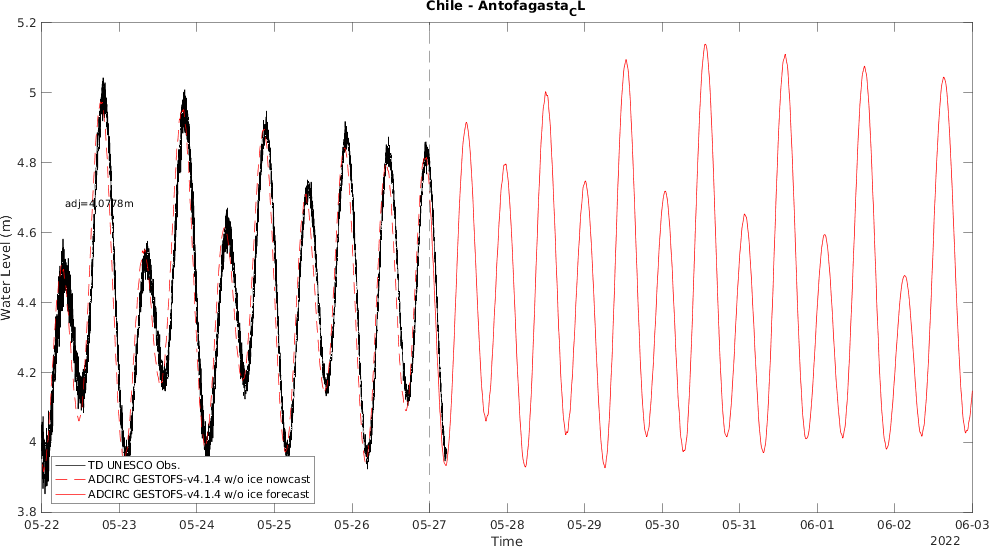 Chile - Antofagasta_CL
5.2
5
4.8
4.6
4.4
4.2
4
3.8
Water Level (m)
adj=4.0778m
TD UNESCO Obs.
ADCIRC GESTOFS-v4.1.4 w/o ice nowcast
ADCIRC GESTOFS-v4.1.4 w/o ice forecast
05-22 05-23 05-24 05-25 05-26 05-27 05-28 05-29 05-30 05-31 06-01 06-02 06-03
Time
2022